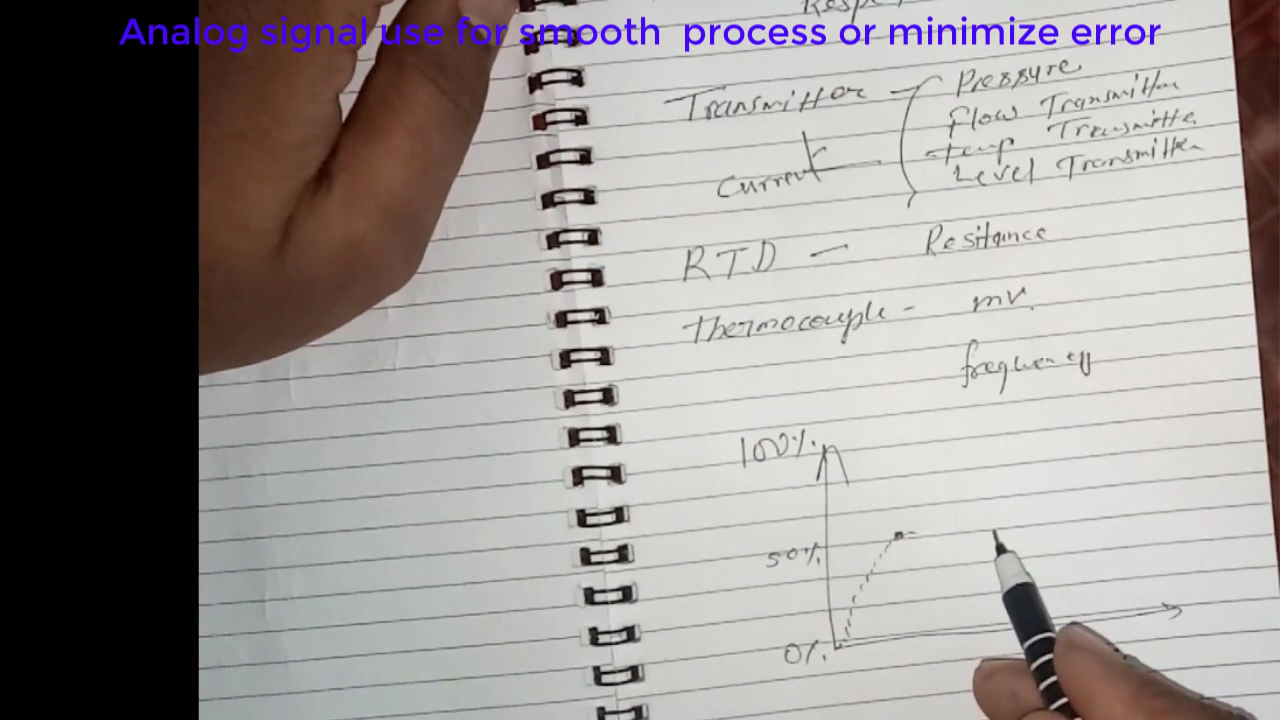 Analog signal use for smooth process or minimize error
Transmittor - Pressure
Flow Transmitter
temp Transmitter
Level Transmitter
Current
RTD - Resitance
thermocouple - mv.
frequency
100%.
50%.
0%.